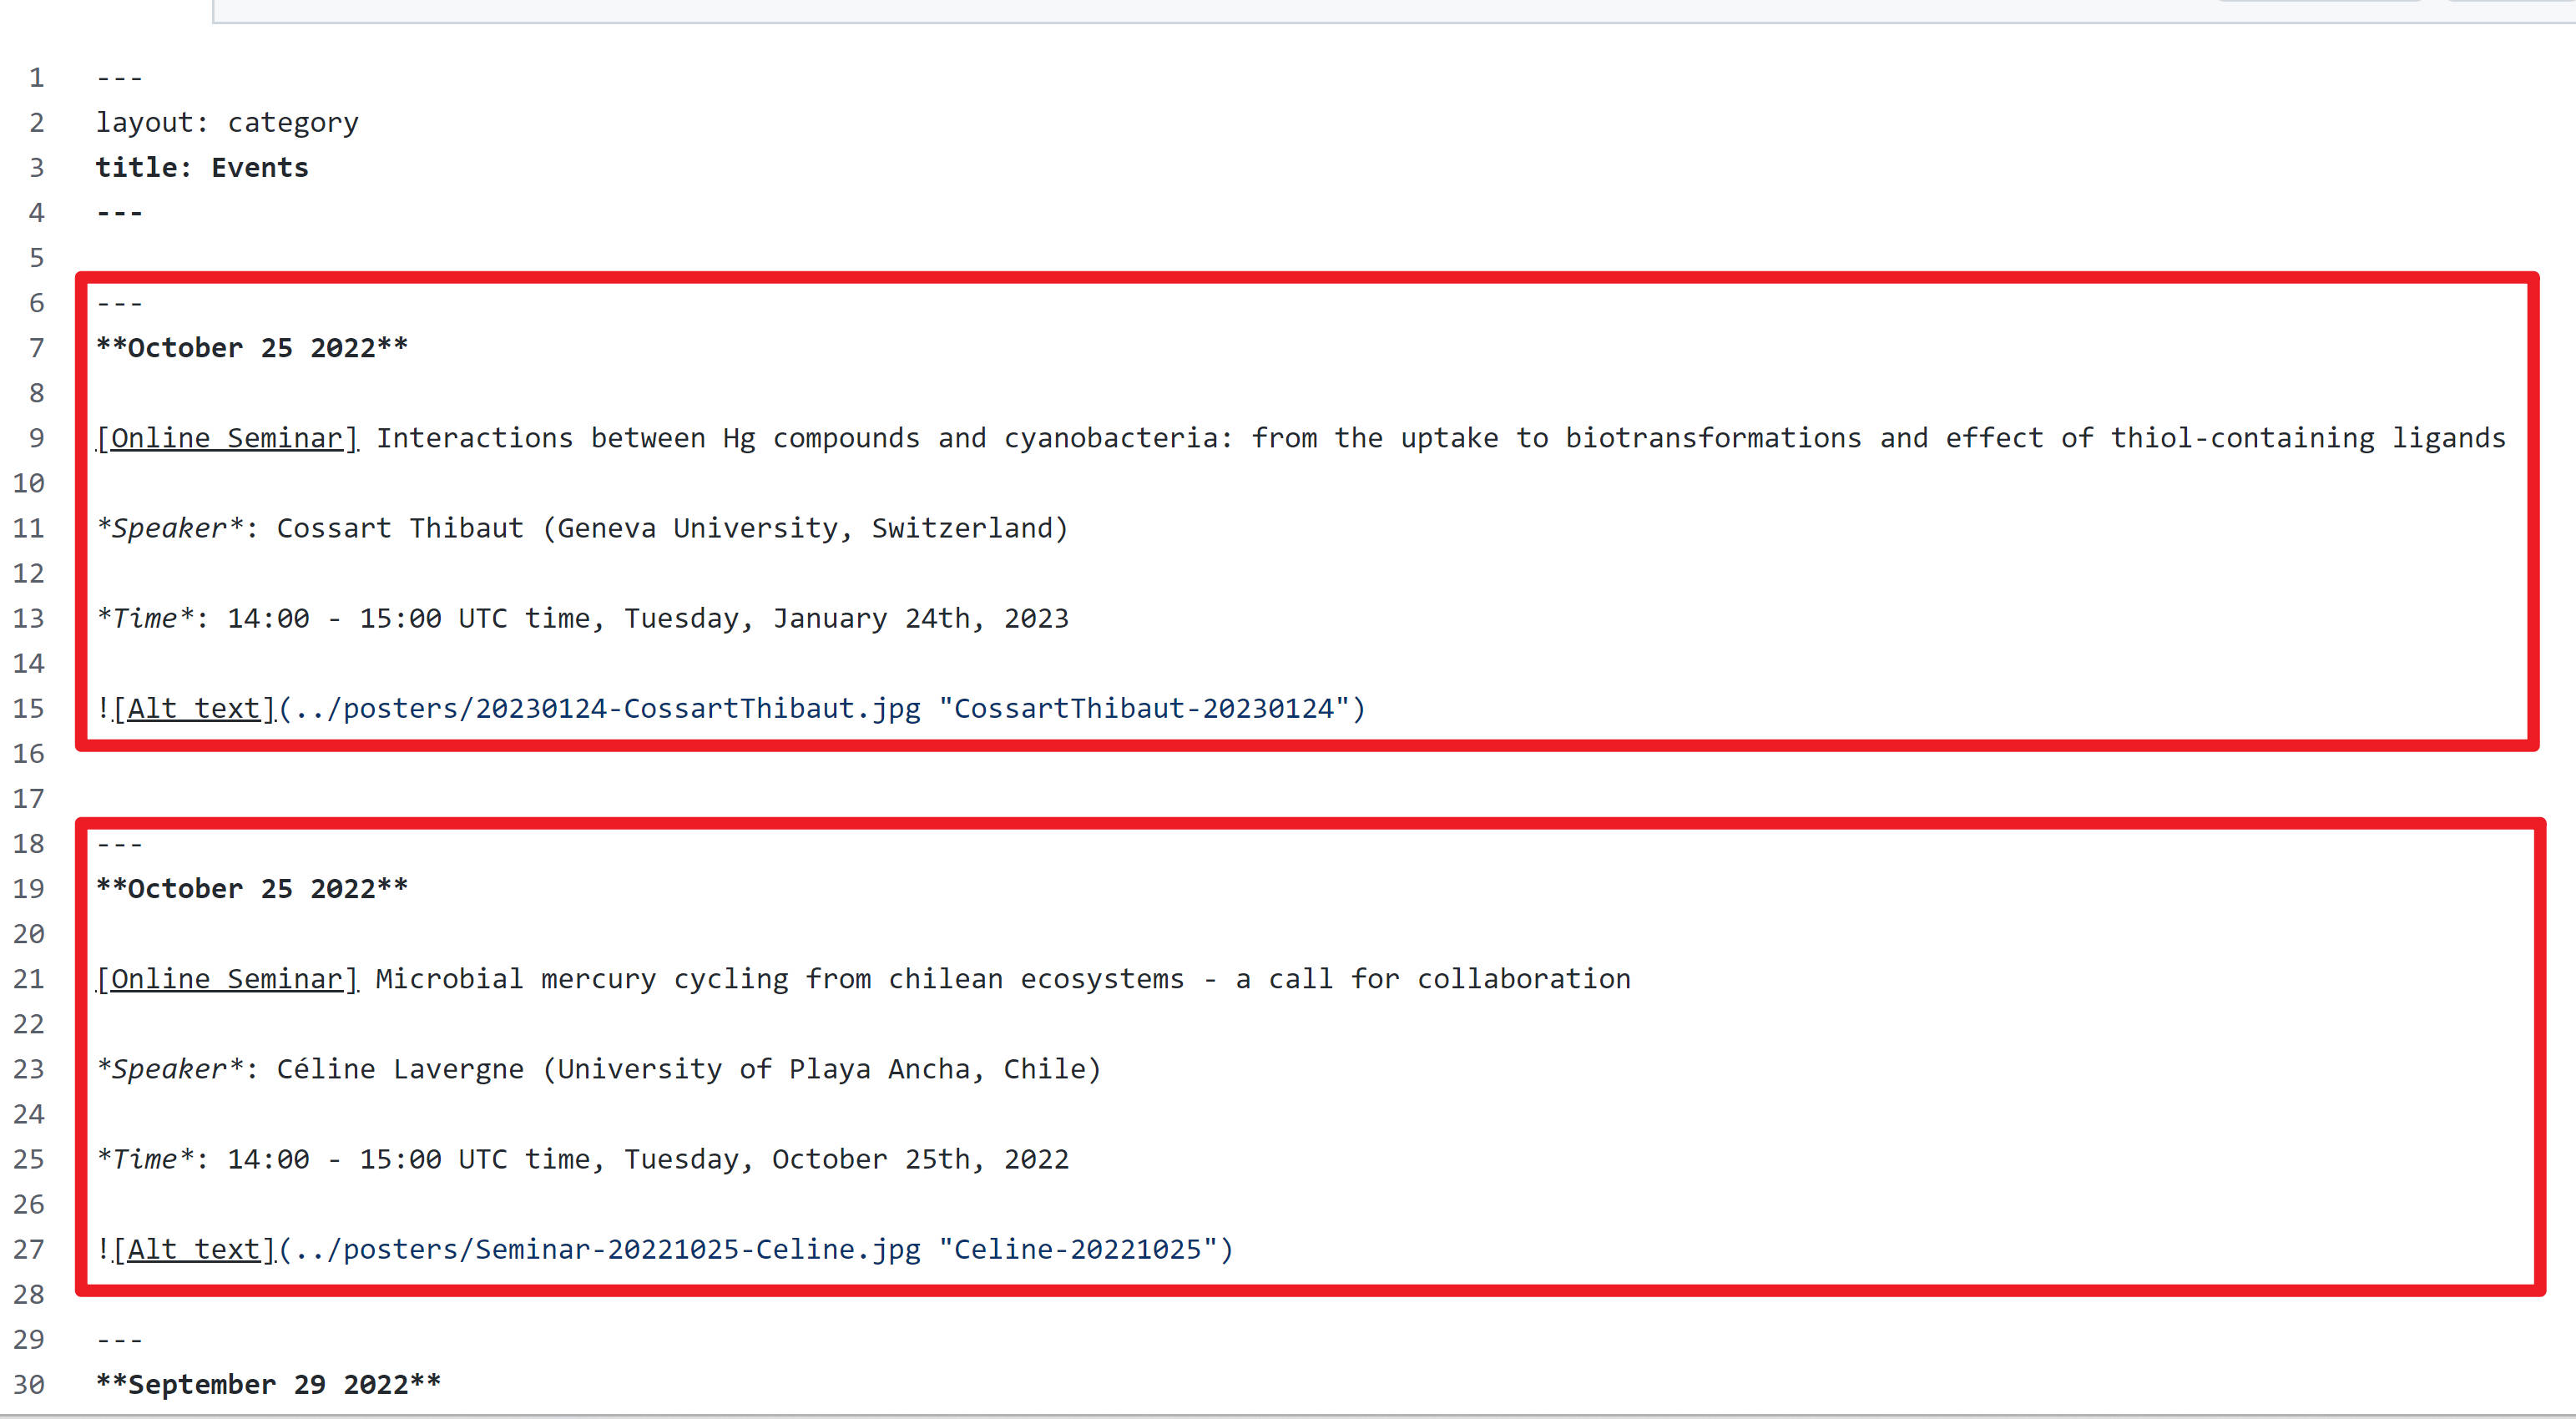 1 ---
2 layout: category
3 title: Events
4 ---
5
6 ---
7 **October 25 2022**
8
9 [Online Seminar] Interactions between Hg compounds and cyanobacteria: from the uptake to biotransformations and effect of thiol-containing ligands
10
11 *Speaker*: Cossart Thibaut (Geneva University, Switzerland)
12
13 *Time*: 14:00 - 15:00 UTC time, Tuesday, January 24th, 2023
14
15 ![Alt text](../posters/20230124-CossartThibaut.jpg "CossartThibaut-20230124")
16
17
18 ---
19 **October 25 2022**
20
21 [Online Seminar] Microbial mercury cycling from chilean ecosystems - a call for collaboration
22
23 *Speaker*: Céline Lavergne (University of Playa Ancha, Chile)
24
25 *Time*: 14:00 - 15:00 UTC time, Tuesday, October 25th, 2022
26
27 ![Alt text](../posters/Seminar-20221025-Celine.jpg "Celine-20221025")
28
29 ---
30 **September 29 2022**